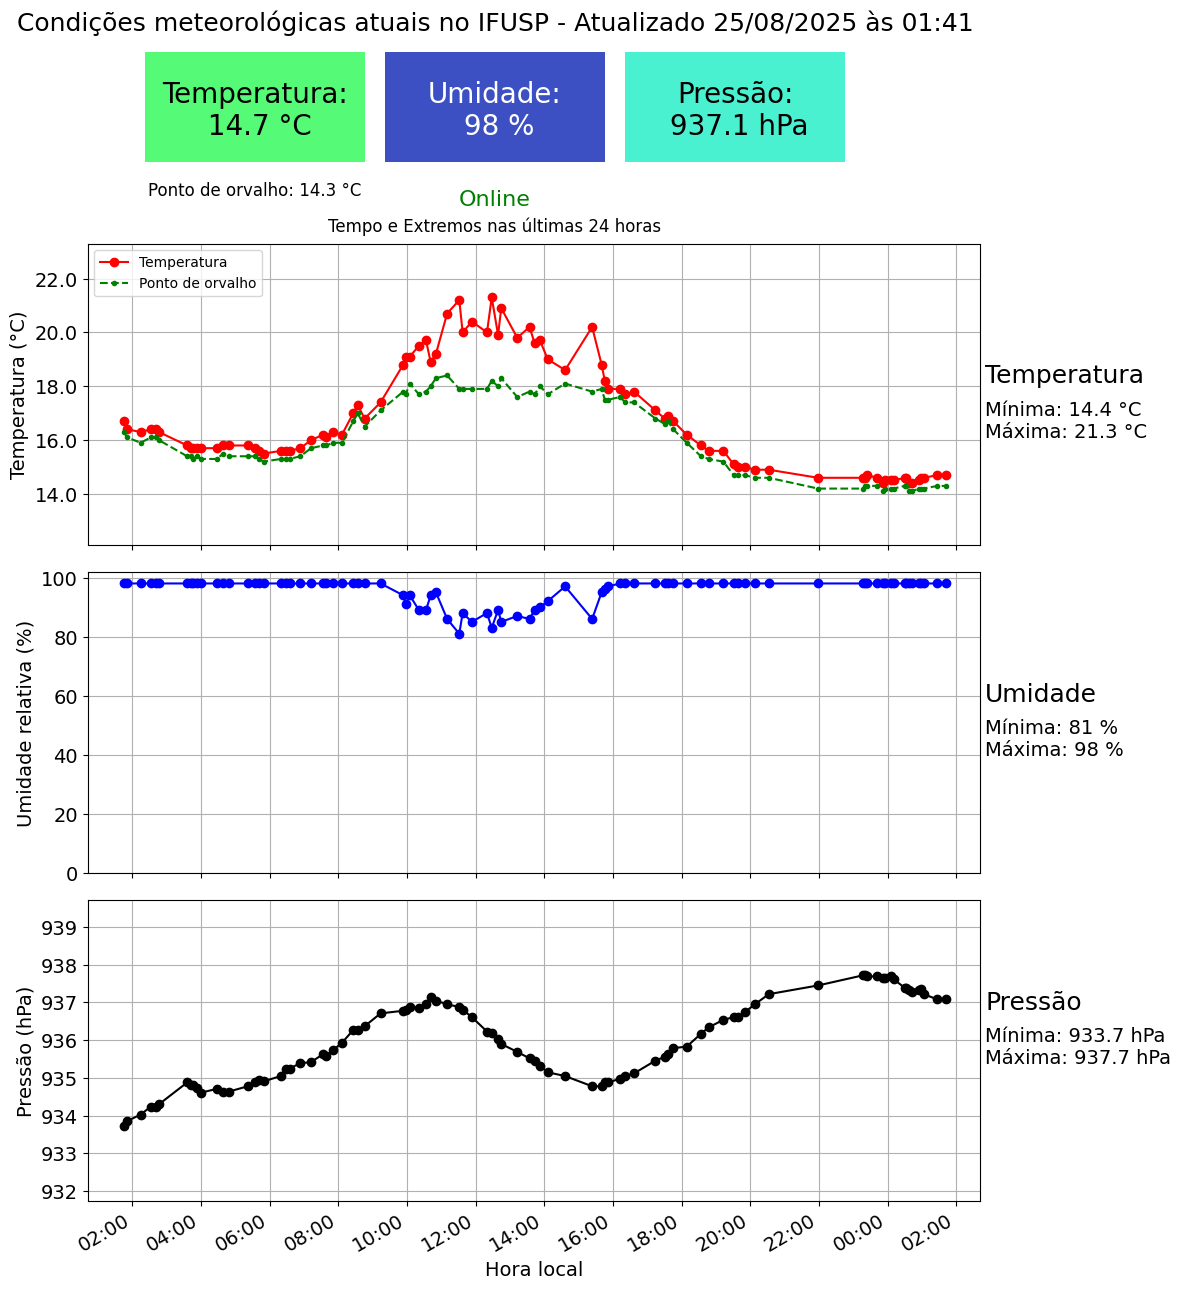 Condições meteorológicas atuais no IFUSP - Atualizado 25/08/2025 às 01:41
Temperatura:
14.7 °C
Umidade:
98 %
Pressão:
937.1 hPa
Ponto de orvalho: 14.3 °C
Online
Tempo e Extremos nas últimas 24 horas
Temperatura
Ponto de orvalho
22.0
20.0
18.0
16.0
14.0
Temperatura (°C)
Temperatura
Mínima: 14.4 °C
Máxima: 21.3 °C
100
80
60
40
20
0
Umidade relativa (%)
Umidade
Mínima: 81 %
Máxima: 98 %
939
938
937
936
935
934
933
932
Pressão (hPa)
Pressão
Mínima: 933.7 hPa
Máxima: 937.7 hPa
02:00
04:00
06:00
08:00
10:00
12:00
14:00
16:00
18:00
20:00
22:00
00:00
02:00
Hora local